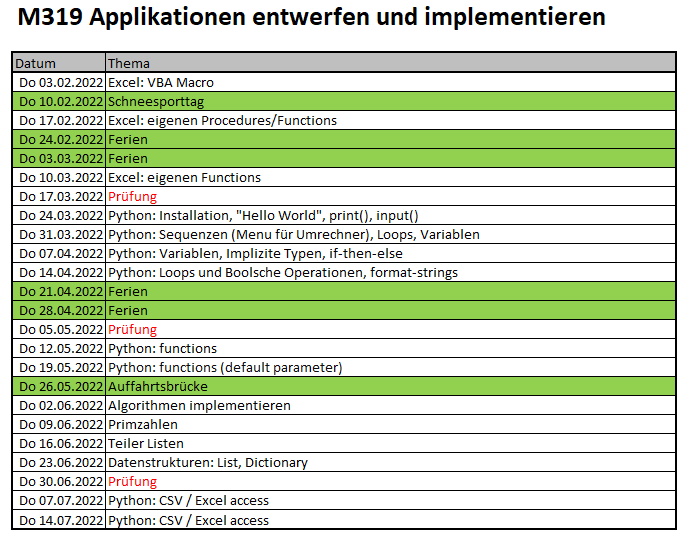 M319 Applikationen entwerfen und implementieren
Datum Thema
Do 03.02.2022 Excel: VBA Macro
Do 10.02.2022 Schneesporttag
Do 17.02.2022 Excel: eigenen Procedures/Functions
Do 24.02.2022 Ferien
Do 03.03.2022 Ferien
Do 10.03.2022 Excel: eigenen Functions
Do 17.03.2022 Prüfung
Do 24.03.2022 Python: Installation, "Hello World", print(), input()
Do 31.03.2022 Python: Sequenzen (Menu für Umrechner), Loops, Variablen
Do 07.04.2022 Python: Variablen, Implizite Typen, if-then-else
Do 14.04.2022 Python: Loops und Boolsche Operationen, format-strings
Do 21.04.2022 Ferien
Do 28.04.2022 Ferien
Do 05.05.2022 Prüfung
Do 12.05.2022 Python: functions
Do 19.05.2022 Python: functions (default parameter)
Do 26.05.2022 Auffahrtsbrücke
Do 02.06.2022 Algorithmen implementieren
Do 09.06.2022 Primzahlen
Do 16.06.2022 Teiler Listen
Do 23.06.2022 Datenstrukturen: List, Dictionary
Do 30.06.2022 Prüfung
Do 07.07.2022 Python: CSV / Excel access
Do 14.07.2022 Python: CSV / Excel access